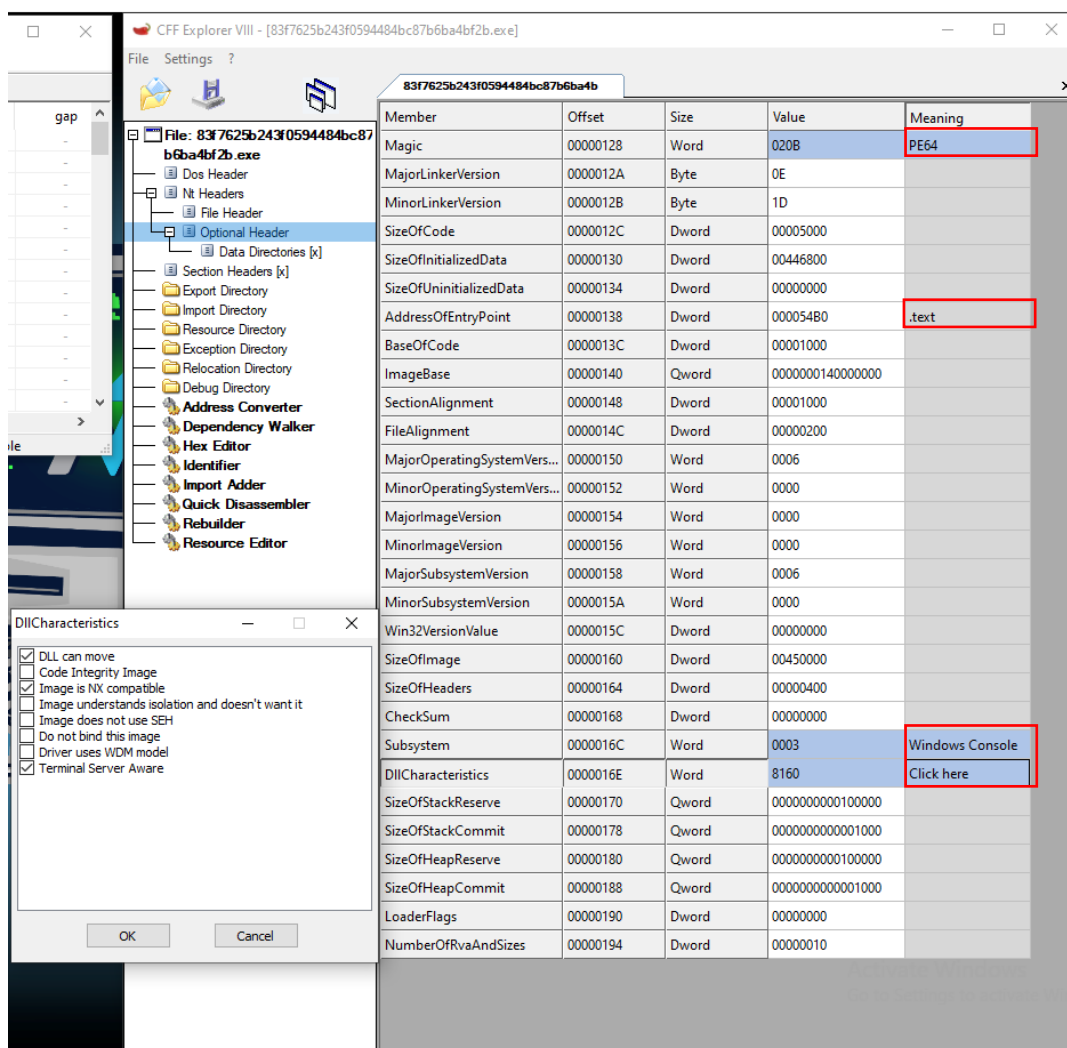 CFF Explorer VIII - [83f7625b243f0594484bc87b6ba4bf2b.exe]
File Settings ?
83f7625b243f0594484bc87b6ba4b
gap
File: 83f7625b243f0594484bc87
b6ba4bf2b.exe
Dos Header
Nt Headers
File Header
Optional Header
Data Directories [x]
Section Headers [x]
Export Directory
Import Directory
Resource Directory
Exception Directory
Relocation Directory
Debug Directory
Address Converter
Dependency Walker
Hex Editor
Identifier
Import Adder
Quick Disassembler
Rebuilder
Resource Editor
Member Offset Size Value Meaning
Magic 00000128 Word 020B PE64
MajorLinkerVersion 0000012A Byte 0E
MinorLinkerVersion 0000012B Byte 1D
SizeOfCode 0000012C Dword 00005000
SizeOfInitializedData 00000130 Dword 00446800
SizeOfUninitializedData 00000134 Dword 00000000
AddressOfEntryPoint 00000138 Dword 000054B0 .text
BaseOfCode 0000013C Dword 00001000
ImageBase 00000140 Qword 0000000140000000
SectionAlignment 00000148 Dword 00001000
FileAlignment 0000014C Dword 00000200
MajorOperatingSystemVers... 00000150 Word 0006
MinorOperatingSystemVers... 00000152 Word 0000
MajorImageVersion 00000154 Word 0000
MinorImageVersion 00000156 Word 0000
MajorSubsystemVersion 00000158 Word 0006
MinorSubsystemVersion 0000015A Word 0000
Win32VersionValue 0000015C Dword 00000000
SizeOfImage 00000160 Dword 00450000
SizeOfHeaders 00000164 Dword 00000400
CheckSum 00000168 Dword 00000000
Subsystem 0000016C Word 0003 Windows Console
DllCharacteristics 0000016E Word 8160 Click here
SizeOfStackReserve 00000170 Qword 0000000000100000
SizeOfStackCommit 00000178 Qword 0000000000001000
SizeOfHeapReserve 00000180 Qword 0000000000100000
SizeOfHeapCommit 00000188 Qword 0000000000001000
LoaderFlags 00000190 Dword 00000000
NumberOfRvaAndSizes 00000194 Dword 00000010
DllCharacteristics
DLL can move
Code Integrity Image
Image is NX compatible
Image understands isolation and doesn't want it
Image does not use SEH
Do not bind this image
Driver uses WDM model
Terminal Server Aware
OK Cancel
Activate Windows